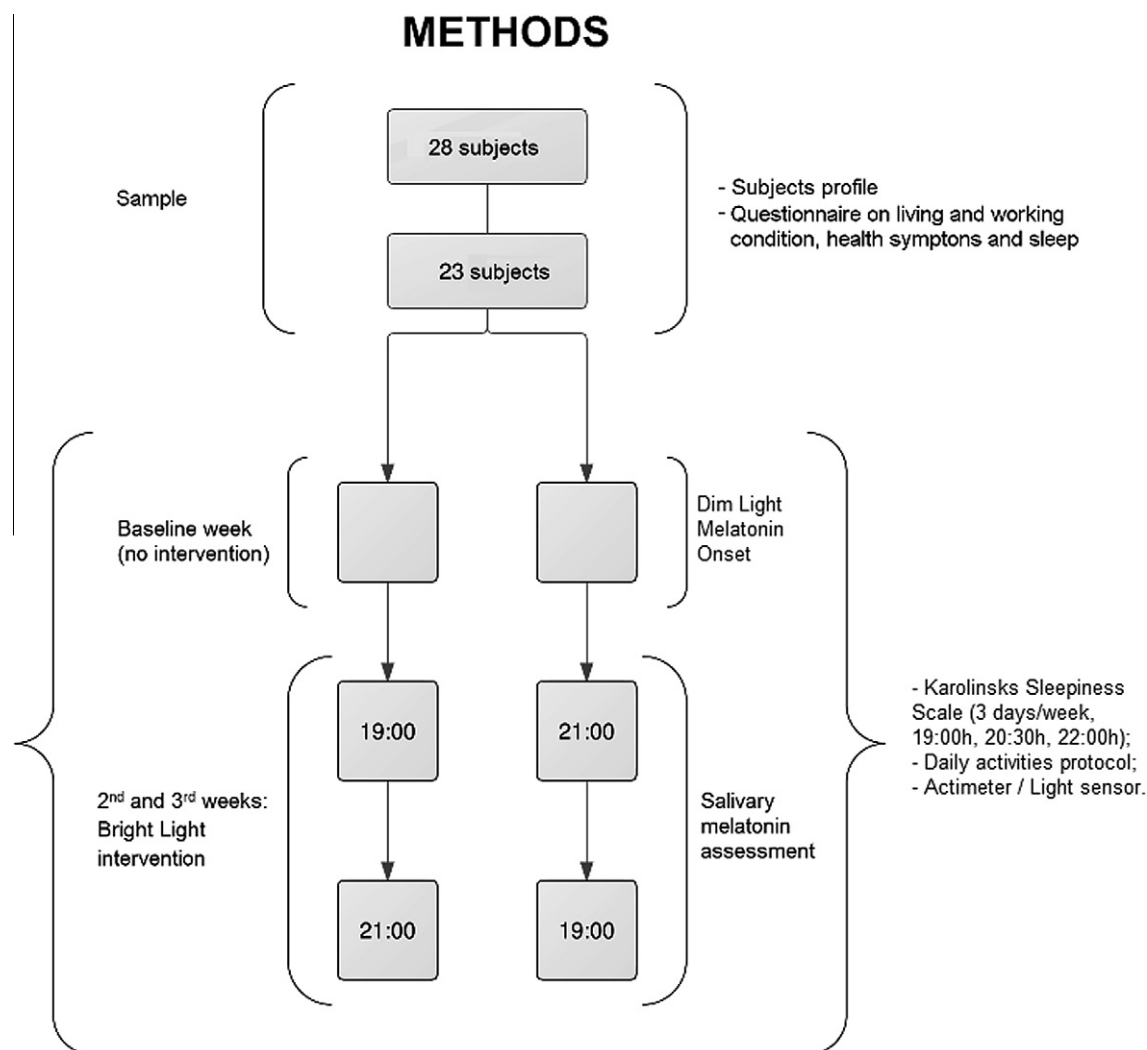 METHODS
28 subjects
Sample
- Subjects profile
- Questionnaire on living and working
condition, health symptons and sleep
23 subjects
Baseline week
(no intervention)
Dim Light
Melatonin
Onset
19:00
21:00
2nd and 3rd weeks:
Bright Light
intervention
Salivary
melatonin
assessment
- Karolinsks Sleepiness
Scale (3 days/week,
19:00h, 20:30h, 22:00h);
- Daily activities protocol;
- Actimeter / Light sensor.
21:00
19:00